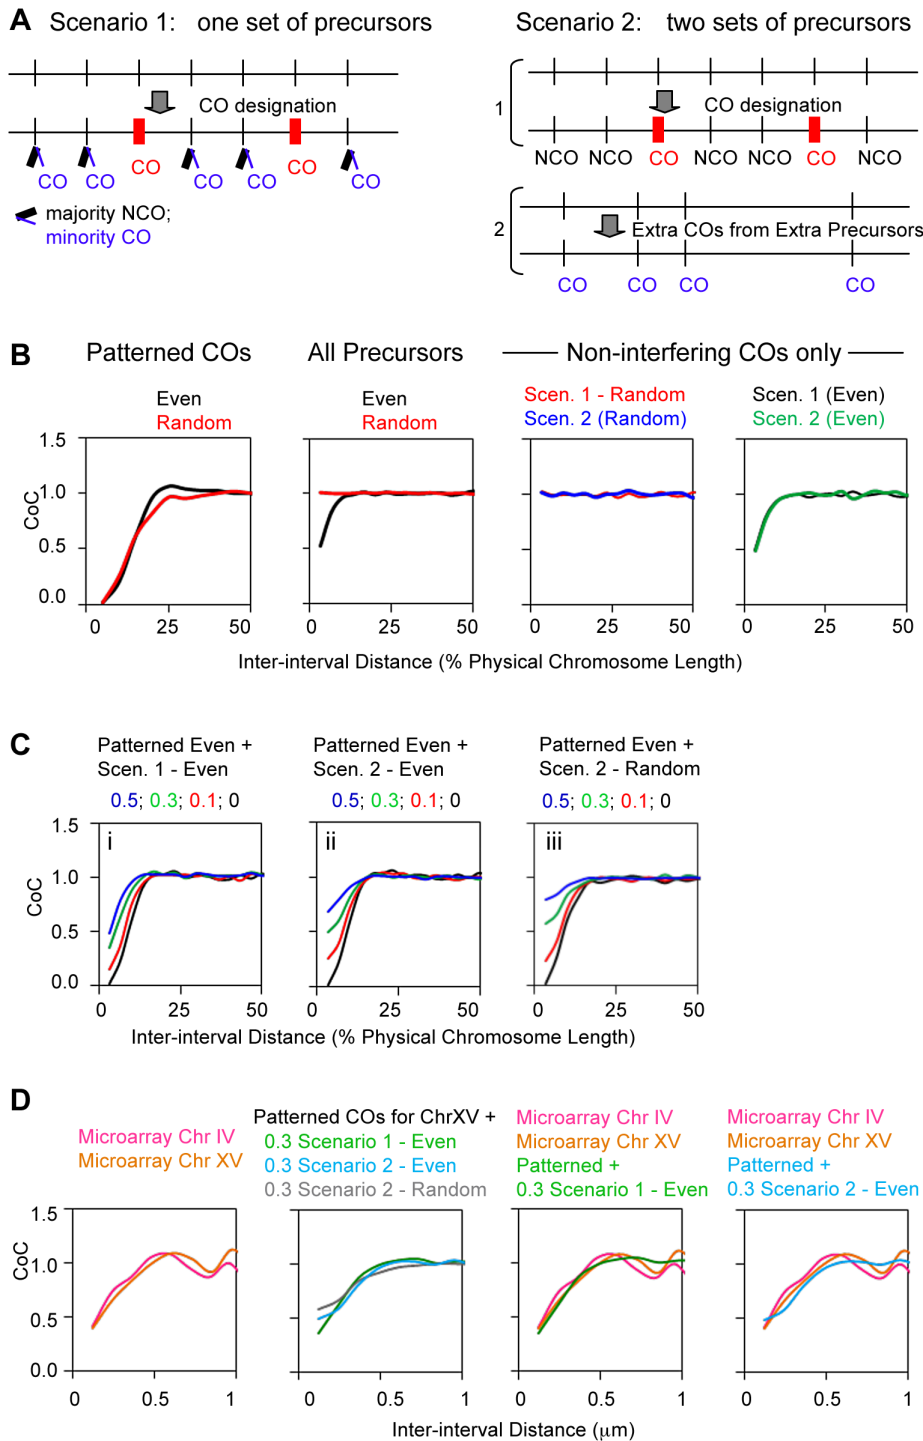 A
Scenario 1: one set of precursors
CO designation
CO CO CO CO CO CO CO
majority NCO;
minority CO
Scenario 2: two sets of precursors
1
CO designation
NCO NCO CO NCO NCO CO NCO
2
Extra COs from Extra Precursors
CO CO CO CO
B
Patterned COs
All Precursors
Non-interfering COs only
Even
Random
Even
Random
Scen. 1 - Random
Scen. 2 (Random)
Scen. 1 (Even)
Scen. 2 (Even)
CoC
1.5
1.0
0.5
0.0
0 25 50
0 25 50
0 25 50
0 25 50
Inter-interval Distance (% Physical Chromosome Length)
C
Patterned Even +
Scen. 1 - Even
0.5; 0.3; 0.1; 0
Patterned Even +
Scen. 2 - Even
0.5; 0.3; 0.1; 0
Patterned Even +
Scen. 2 - Random
0.5; 0.3; 0.1; 0
CoC
1.5
1.0
0.5
0.0
i
ii
iii
0 25 50
0 25 50
0 25 50
Inter-interval Distance (% Physical Chromosome Length)
D
Microarray Chr IV
Microarray Chr XV
Patterned COs for ChrXV +
0.3 Scenario 1 - Even
0.3 Scenario 2 - Even
0.3 Scenario 2 - Random
Microarray Chr IV
Microarray Chr XV
Patterned +
0.3 Scenario 1 - Even
Microarray Chr IV
Microarray Chr XV
Patterned +
0.3 Scenario 2 - Even
CoC
1.5
1.0
0.5
0.0
0 0.5 1
0 0.5 1
0 0.5 1
0 0.5 1
Inter-interval Distance (μm)